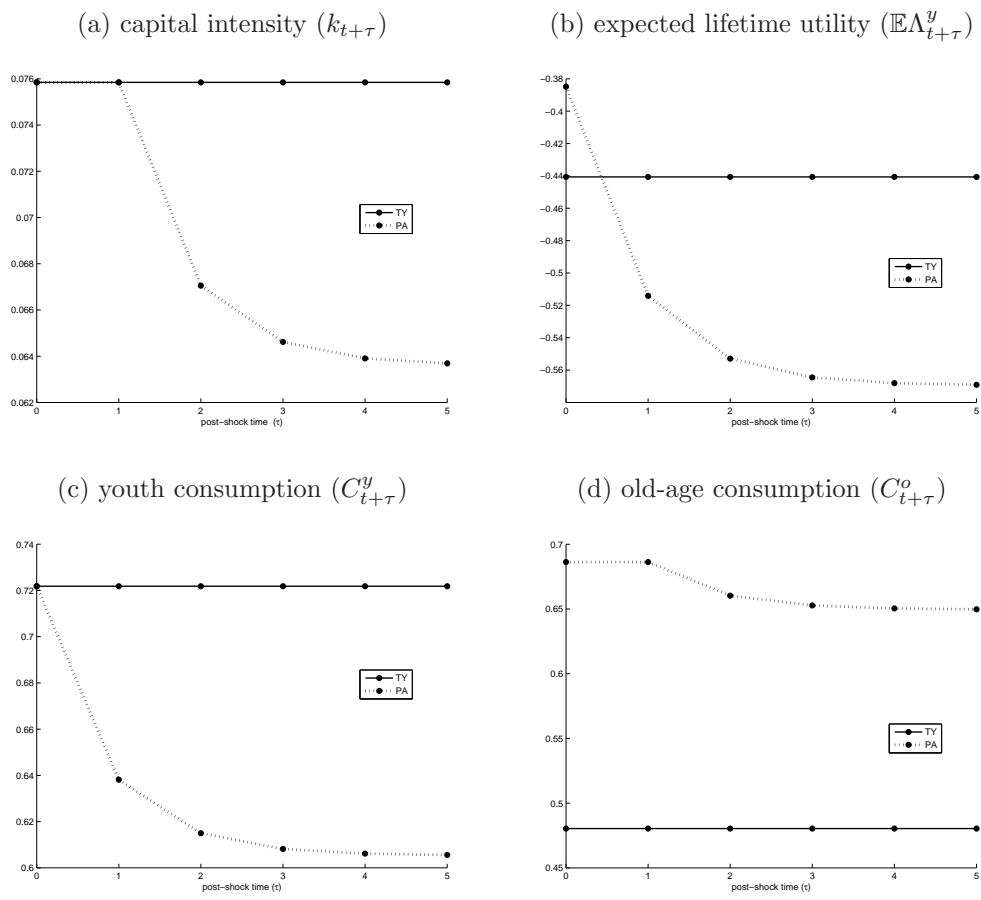 (a) capital intensity (k_{t+τ})
0.076
0.074
0.072
0.07
0.068
0.066
0.064
0.062
TY
PA
0 1 2 3 4 5
post−shock time (τ)
(b) expected lifetime utility (𝔼Λ^y_{t+τ})
−0.38
−0.4
−0.42
−0.44
−0.46
−0.48
−0.5
−0.52
−0.54
−0.56
TY
PA
0 1 2 3 4 5
post−shock time (τ)
(c) youth consumption (C^y_{t+τ})
0.74
0.72
0.7
0.68
0.66
0.64
0.62
0.6
TY
PA
0 1 2 3 4 5
post−shock time (τ)
(d) old-age consumption (C^o_{t+τ})
0.7
0.65
0.6
0.55
0.5
0.45
TY
PA
0 1 2 3 4 5
post−shock time (τ)